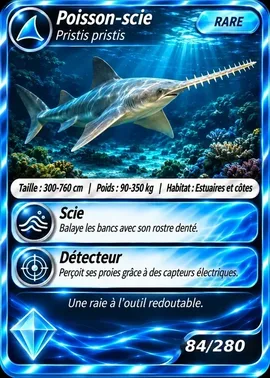 Poisson-scie
RARE
Pristis pristis
Taille : 300-760 cm | Poids : 90-350 kg | Habitat : Estuaires et côtes
Scie
Balaye les bancs avec son rostre denté.
Détecteur
Perçoit ses proies grâce à des capteurs électriques.
Une raie à l'outil redoutable.
84/280